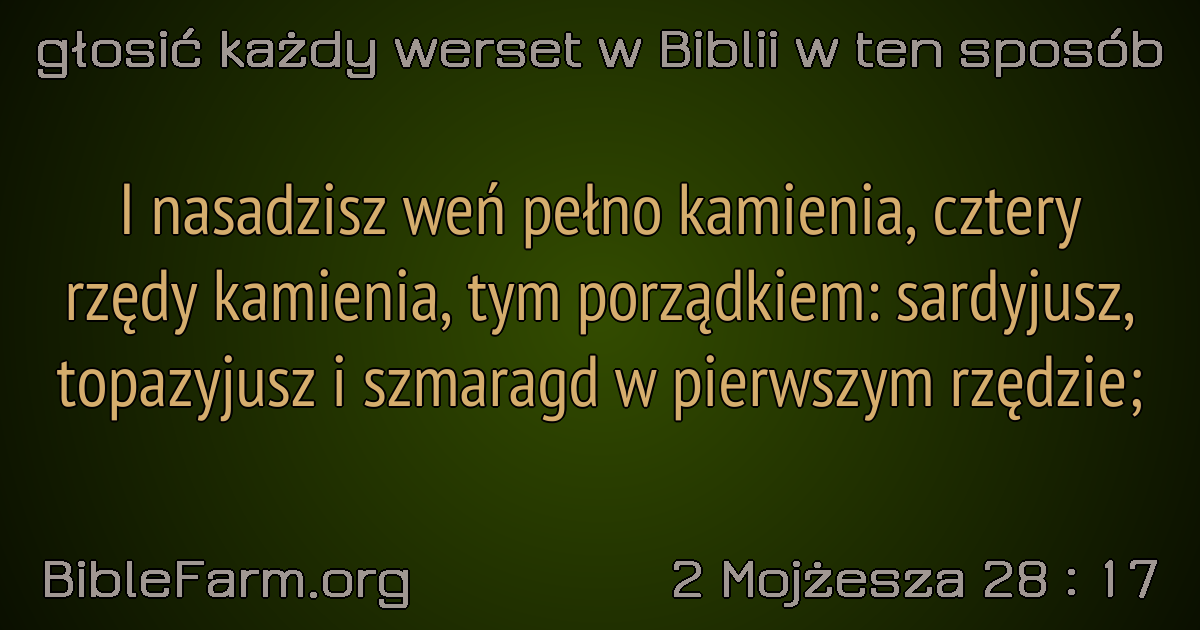 głosić każdy werset w Biblii w ten sposób
I nasadzisz weń pełno kamienia, cztery
rzędy kamienia, tym porządkiem: sardyjusz,
topazyjusz i szmaragd w pierwszym rzędzie;
BibleFarm.org
2 Mojżesza 28 : 17